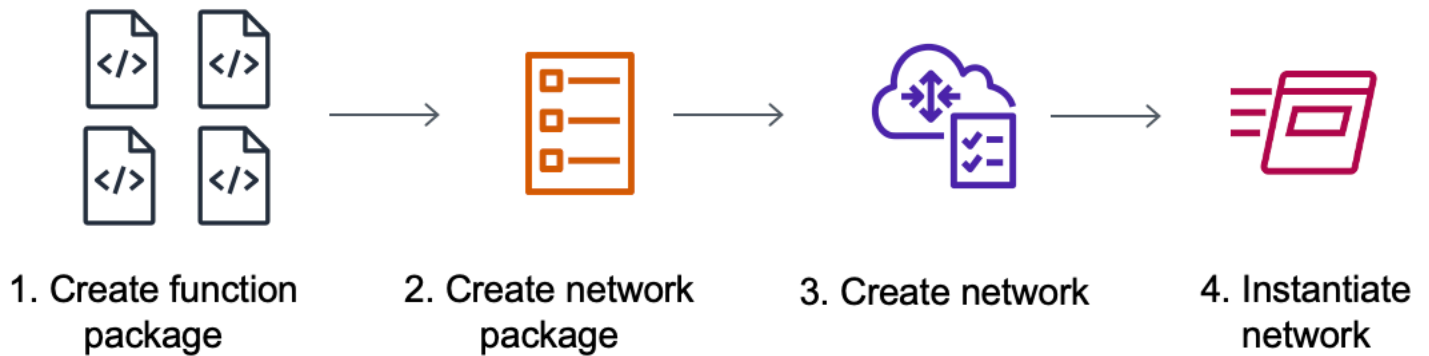 </>
</>
</>
</>
1. Create function
package
2. Create network
package
3. Create network
4. Instantiate
network